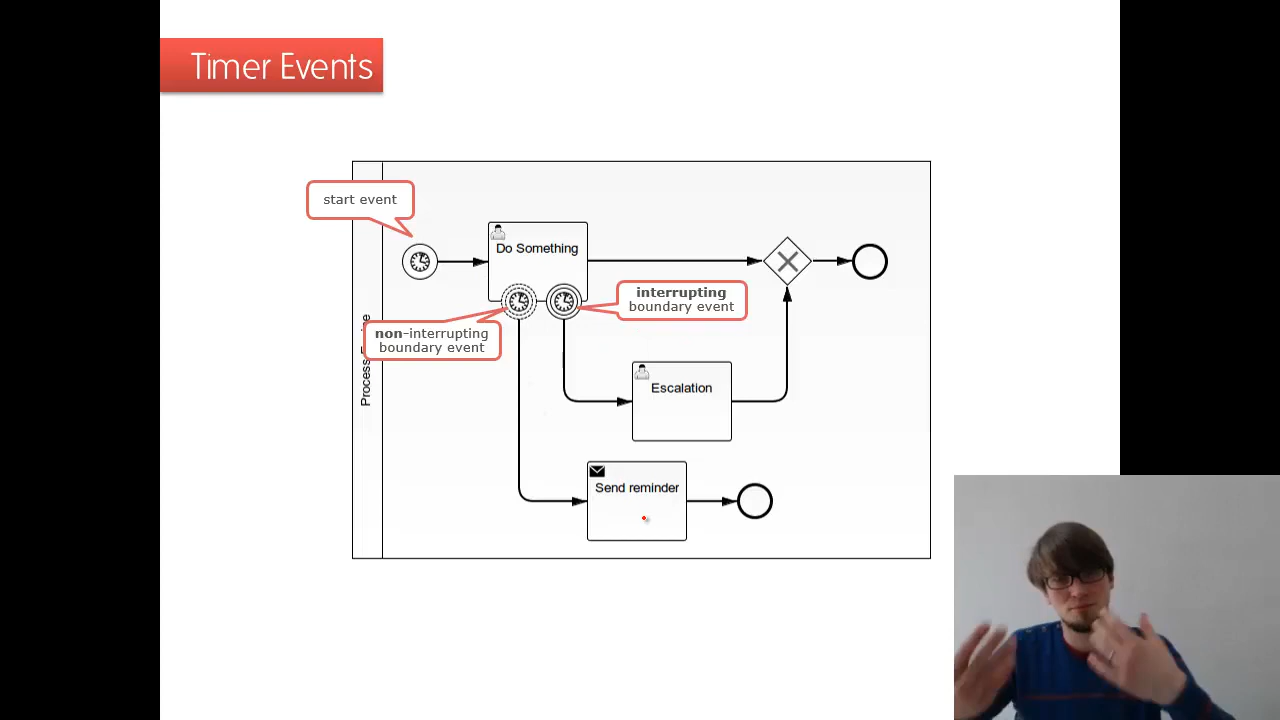 Timer Events
start event
Do Something
interrupting
boundary event
non-interrupting
boundary event
Escalation
Send reminder